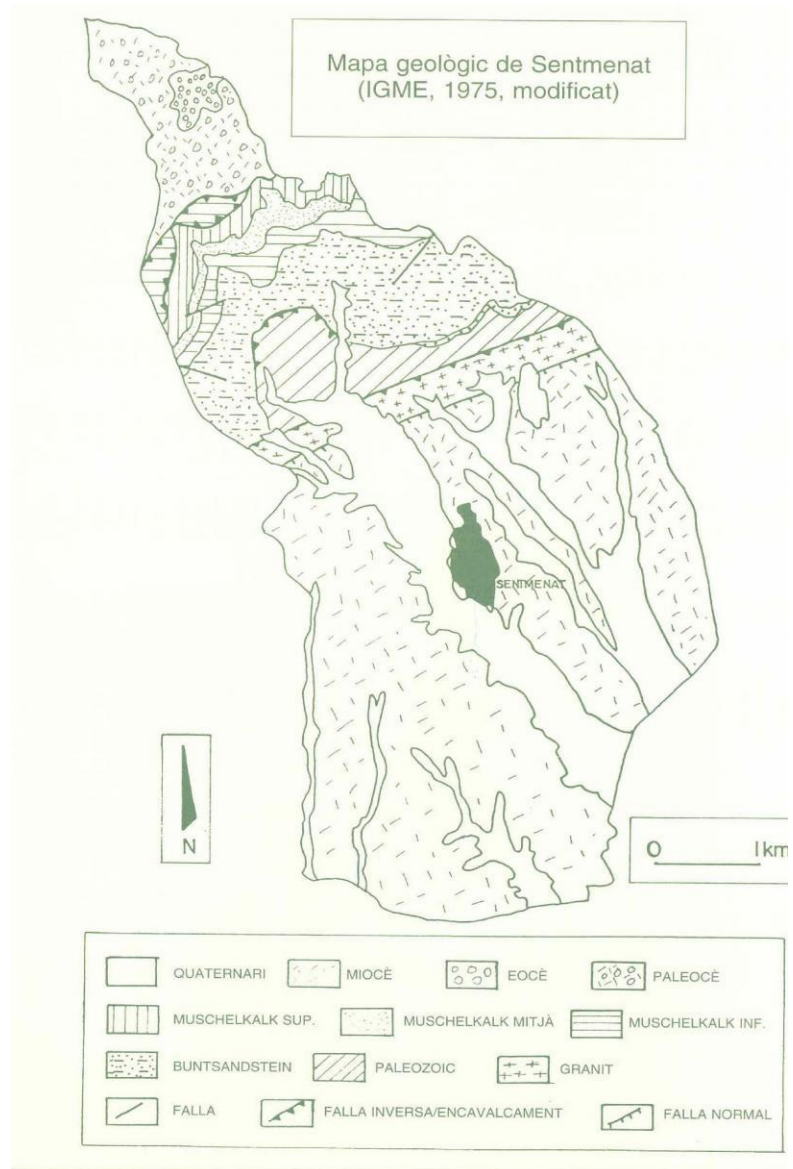 Mapa geològic de Sentmenat
(IGME, 1975, modificat)
SENTMENAT
N
0 1km
QUATERNARI MIOCÈ EOCÈ PALEOCÈ
MUSCHELKALK SUP. MUSCHELKALK MITJÀ MUSCHELKALK INF.
BUNTSANDSTEIN PALEOZOIC GRANIT
FALLA FALLA INVERSA/ENCAVALCAMENT FALLA NORMAL